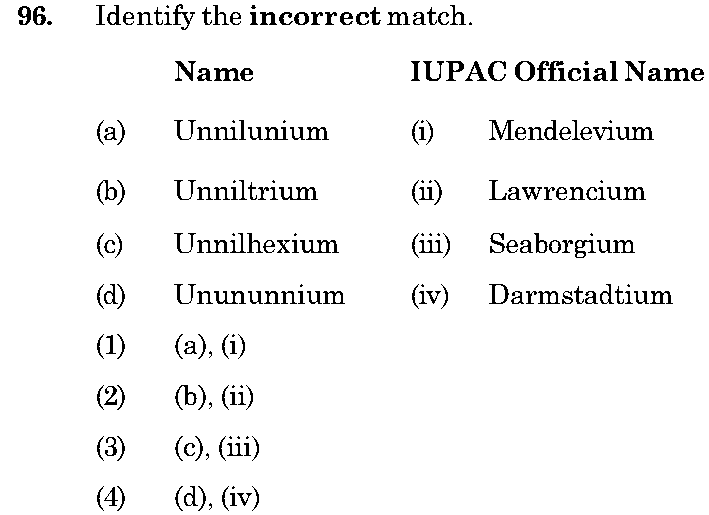 96. Identify the incorrect match.
Name IUPAC Official Name
(a) Unnilunium (i) Mendelevium
(b) Unniltrium (ii) Lawrencium
(c) Unnilhexium (iii) Seaborgium
(d) Unununnium (iv) Darmstadtium
(1) (a), (i)
(2) (b), (ii)
(3) (c), (iii)
(4) (d), (iv)